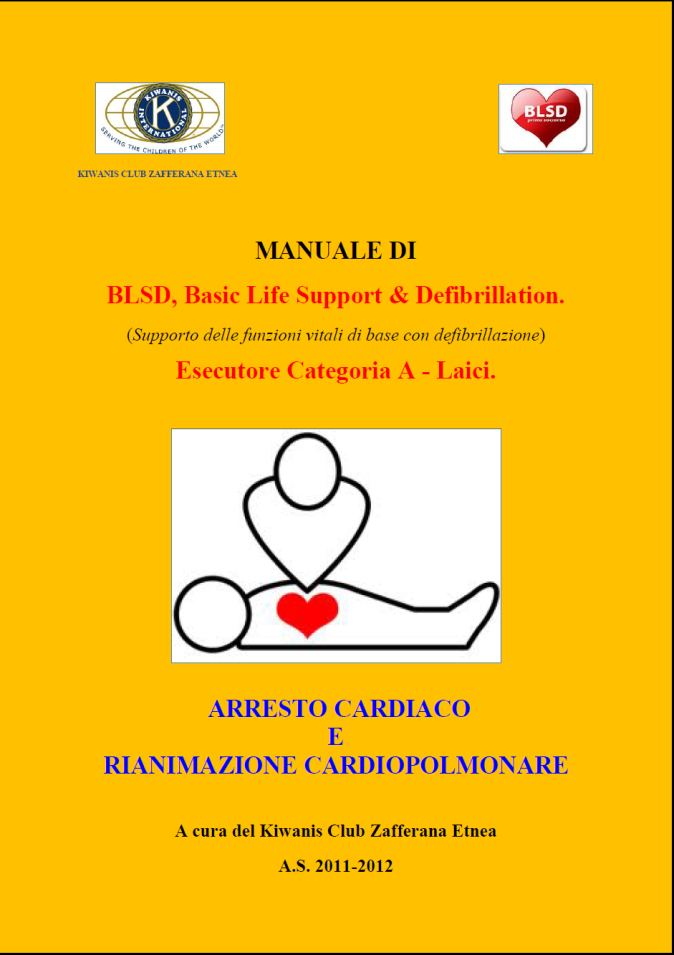 KIWANIS
INTERNATIONAL
K
SERVING THE CHILDREN OF THE WORLD
KIWANIS CLUB ZAFFERANA ETNEA
BLSD
primo soccorso
MANUALE DI
BLSD, Basic Life Support & Defibrillation.
(Supporto delle funzioni vitali di base con defibrillazione)
Esecutore Categoria A - Laici.
ARRESTO CARDIACO
E
RIANIMAZIONE CARDIOPOLMONARE
A cura del Kiwanis Club Zafferana Etnea
A.S. 2011-2012